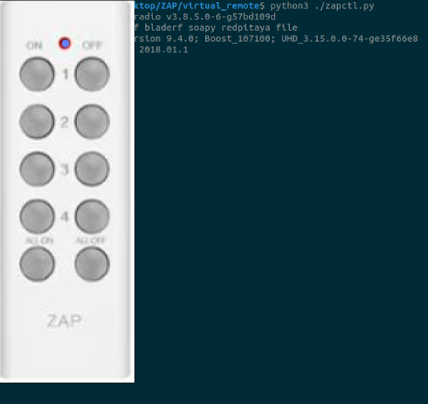 ktop/ZAP/virtual_remote$ python3 ./zapctl.py
radio v3.8.5.0-6-g57bd109d
f bladerf soapy redpitaya file
rsion 9.4.0; Boost_107100; UHD_3.15.0.0-74-ge35f66e8
2018.01.1
ON OFF
1
2
3
4
ALL ON ALL OFF
ZAP